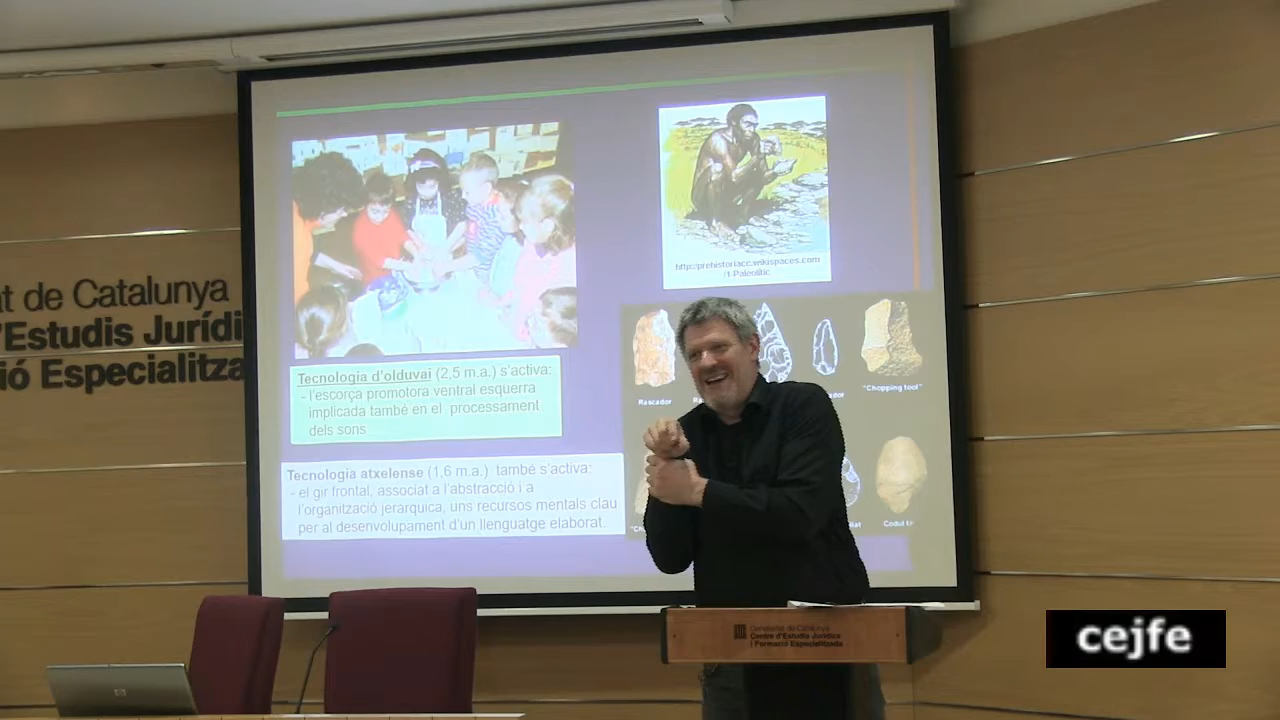 at de Catalunya
'Estudis Jurídi
ió Especialitza
http://prehistoriacc.wikispaces.com
/1-Paleolític
Tecnologia d'olduvai (2,5 m.a.) s'activa:
- l'escorça promotora ventral esquerra
implicada també en el processament
dels sons
Tecnologia atxelense (1,6 m.a.) també s'activa:
- el gir frontal, associat a l'abstracció i a
l'organització jerarquica, uns recursos mentals clau
per al desenvolupament d'un llenguatge elaborat.
Rascador
"Chopping tool"
Generalitat de Catalunya
Centre d'Estudis Jurídics
i Formació Especialitzada
cejfe
hp